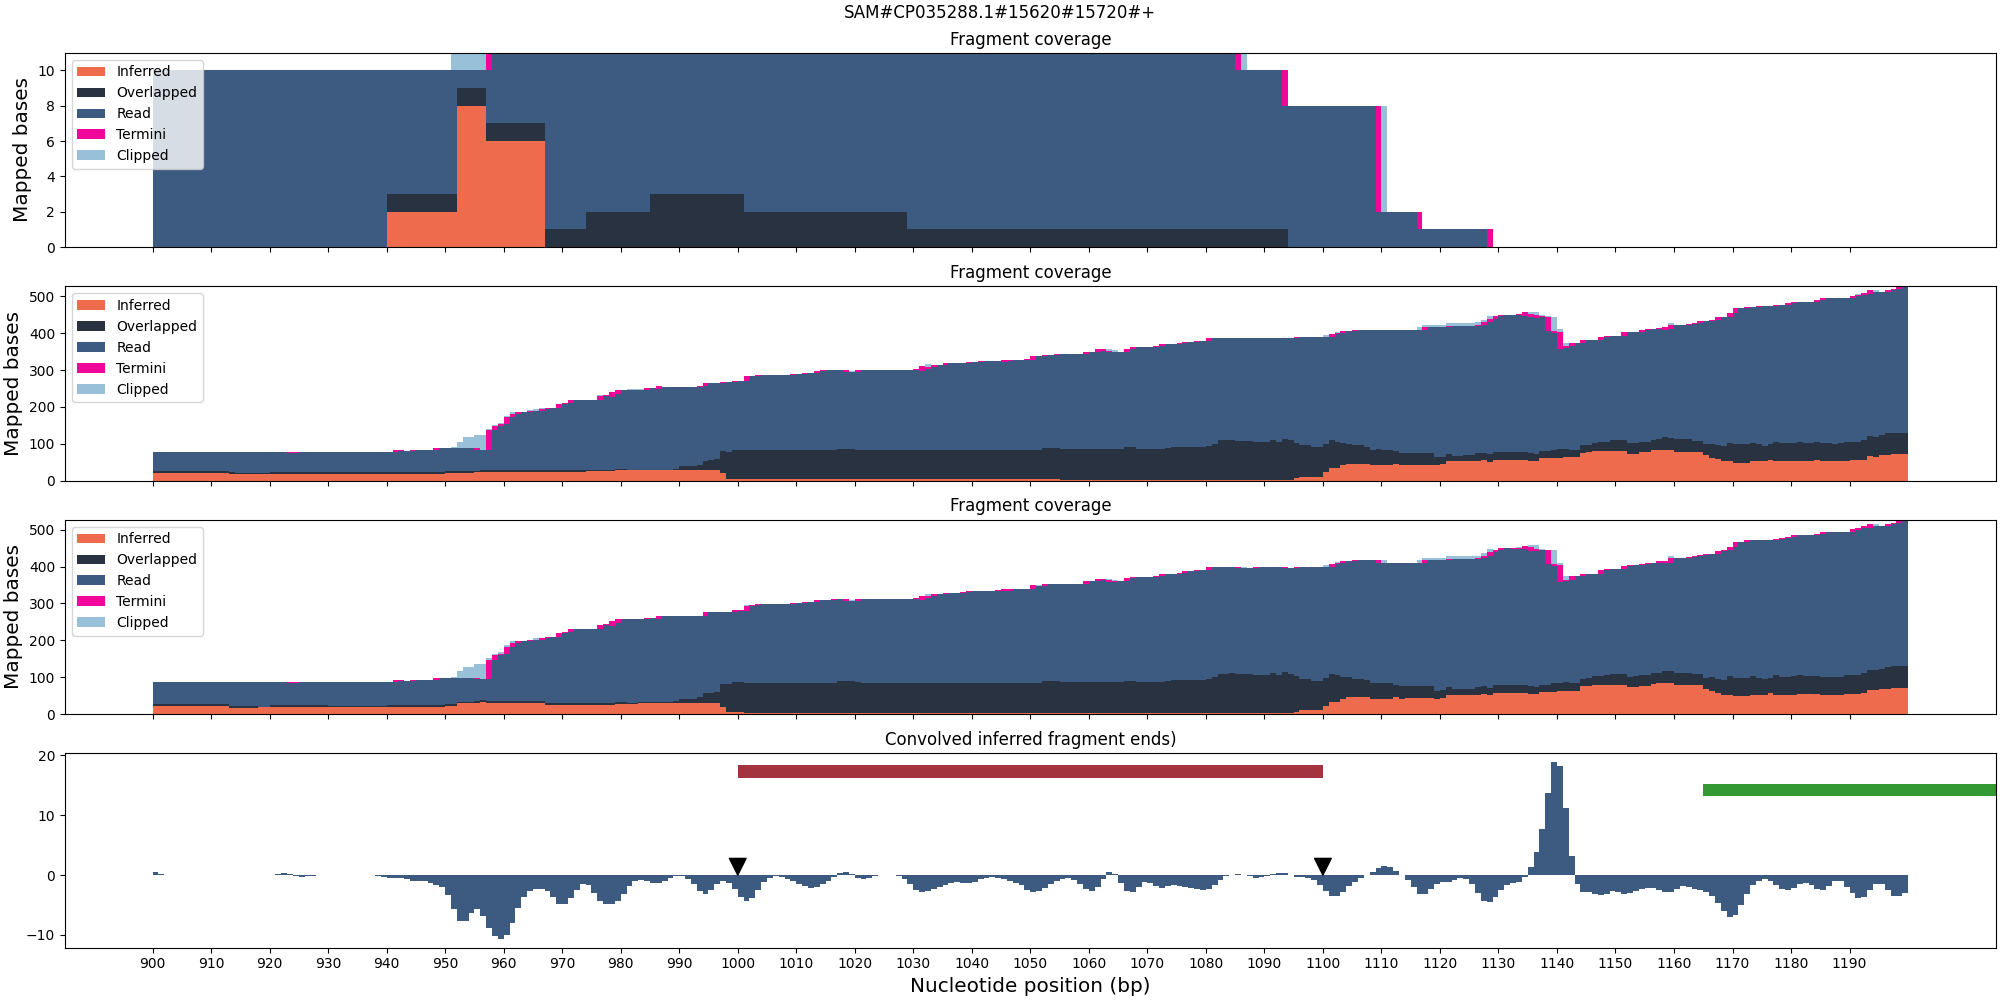 SAM#CP035288.1#15620#15720#+
Fragment coverage
Mapped bases
10
8
6
4
2
0
Inferred
Overlapped
Read
Termini
Clipped
Fragment coverage
Mapped bases
500
400
300
200
100
0
Inferred
Overlapped
Read
Termini
Clipped
Fragment coverage
Mapped bases
500
400
300
200
100
0
Inferred
Overlapped
Read
Termini
Clipped
Convolved inferred fragment ends)
20
10
0
−10
900 910 920 930 940 950 960 970 980 990 1000 1010 1020 1030 1040 1050 1060 1070 1080 1090 1100 1110 1120 1130 1140 1150 1160 1170 1180 1190
Nucleotide position (bp)